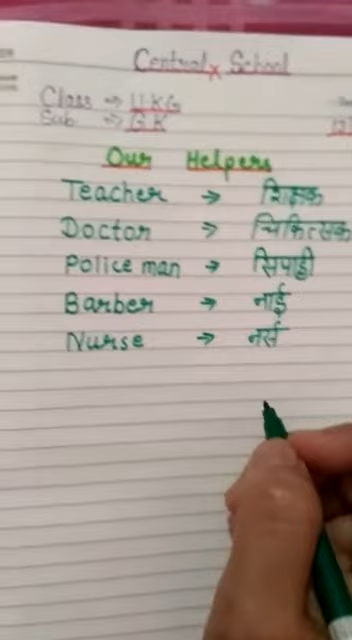 Central x School
Class → U.K.G
Sub. → G.K
Our Helpers
Teacher → शिक्षक
Doctor → चिकित्सक
Police man → सिपाही
Barber → नाई
Nurse → नर्स